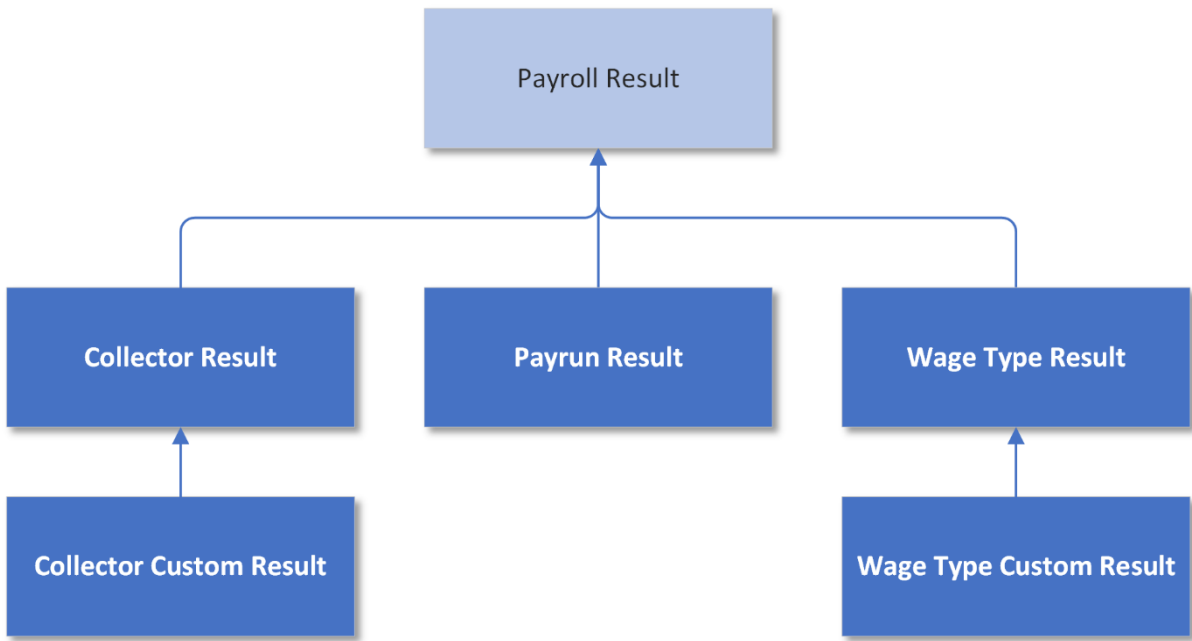 Payroll Result
Collector Result
Payrun Result
Wage Type Result
Collector Custom Result
Wage Type Custom Result